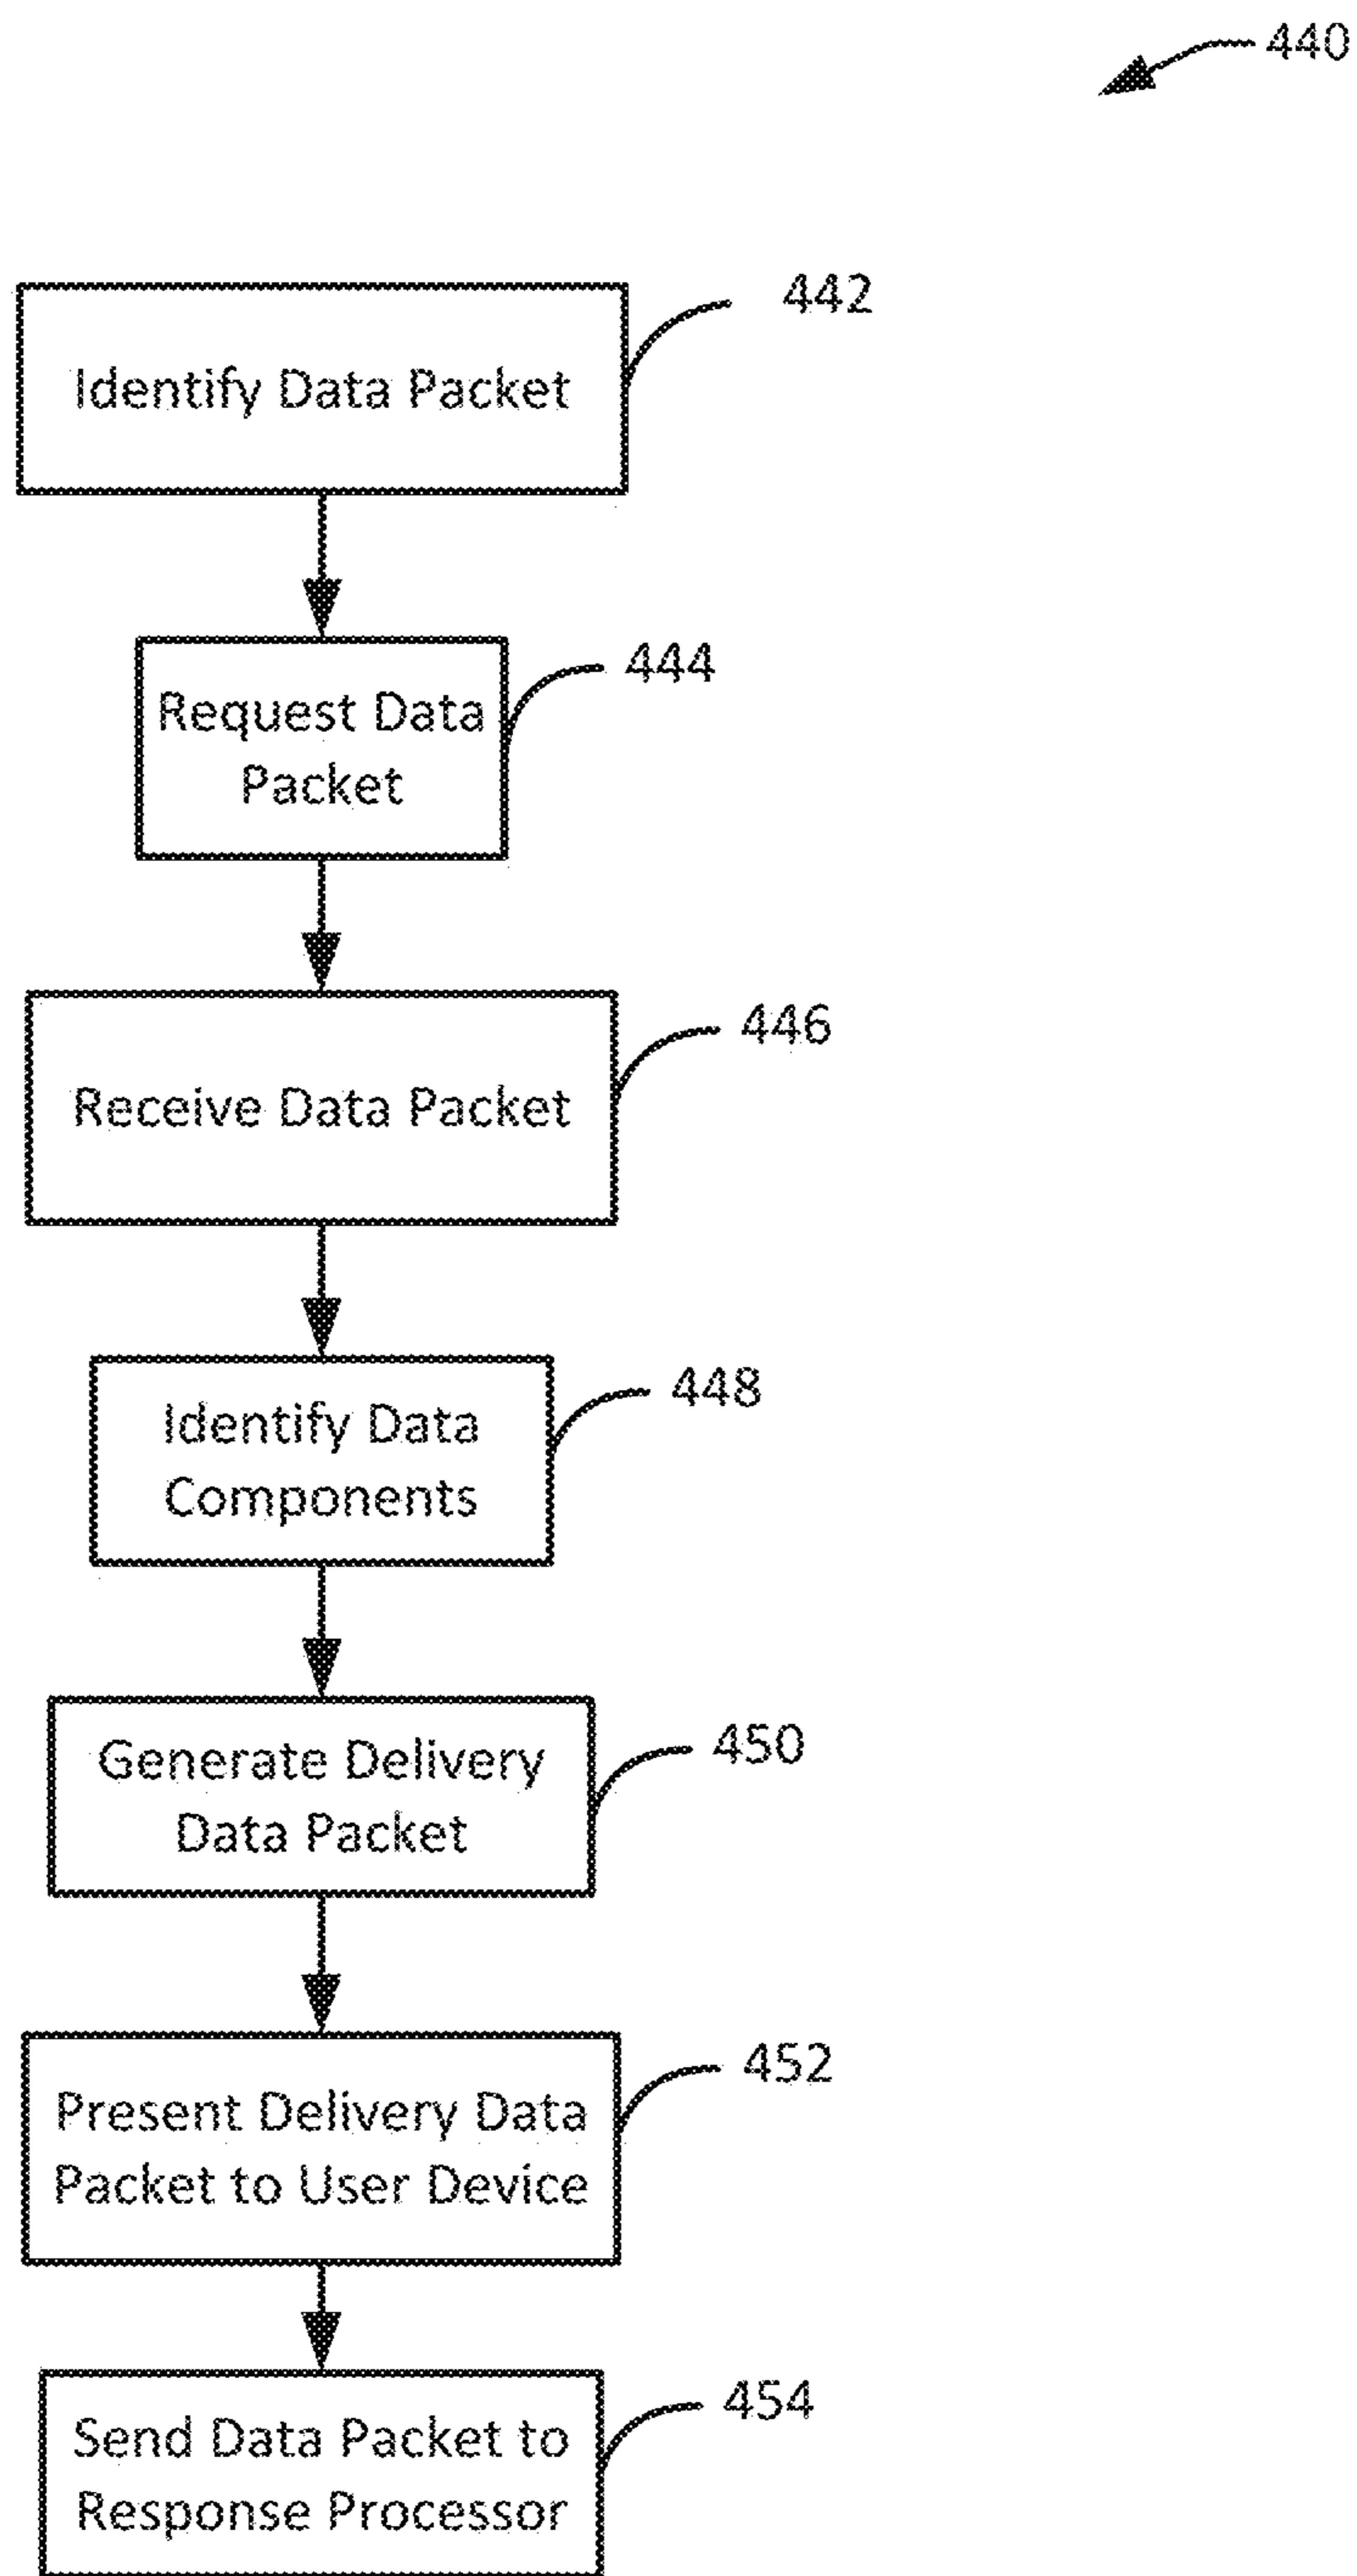 440
442
Identify Data Packet
444
Request Data
Packet
446
Receive Data Packet
448
Identify Data
Components
450
Generate Delivery
Data Packet
452
Present Delivery Data
Packet to User Device
454
Send Data Packet to
Response Processor